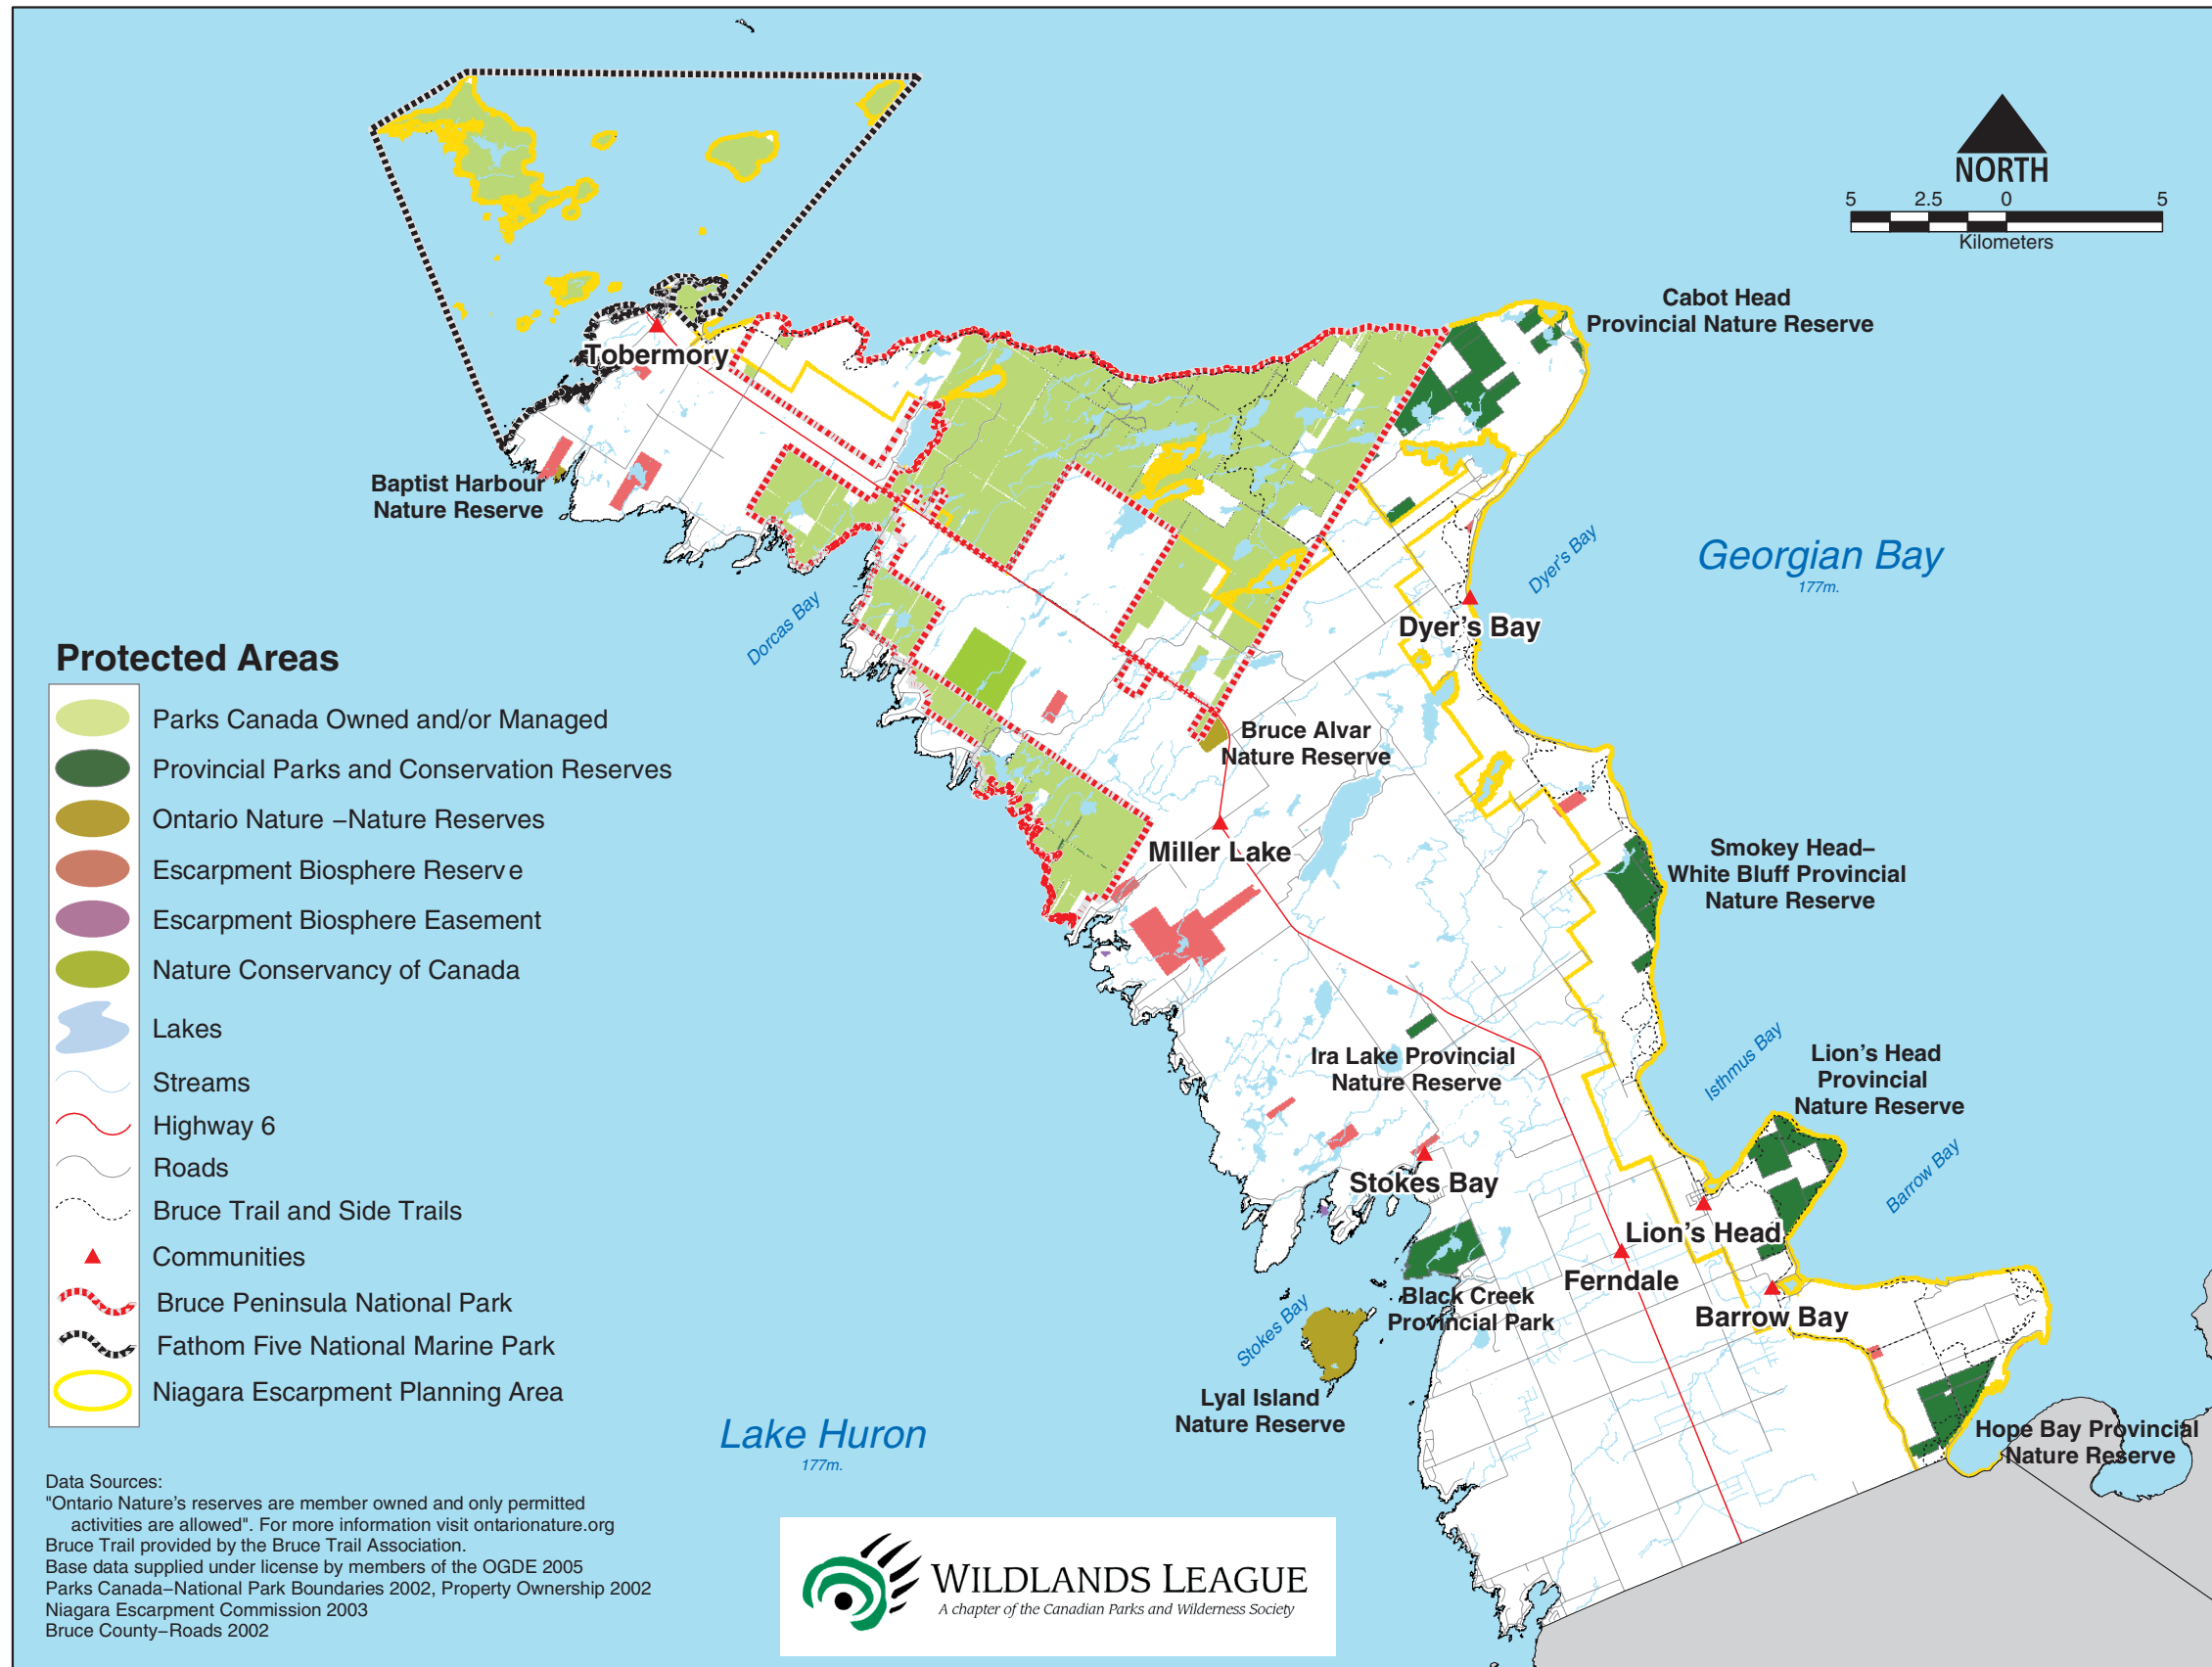 NORTH
5 2.5 0 5
Kilometers
Cabot Head
Provincial Nature Reserve
Tobermory
Baptist Harbour
Nature Reserve
Georgian Bay
177m.
Dyer's Bay
Dyer's Bay
Dorcas Bay
Bruce Alvar
Nature Reserve
Miller Lake
Smokey Head–
White Bluff Provincial
Nature Reserve
Ira Lake Provincial
Nature Reserve
Isthmus Bay
Lion's Head
Provincial
Nature Reserve
Barrow Bay
Stokes Bay
Lion's Head
Ferndale
Barrow Bay
Black Creek
Provincial Park
Stokes Bay
Lyal Island
Nature Reserve
Hope Bay Provincial
Nature Reserve
Lake Huron
177m.
Protected Areas
Parks Canada Owned and/or Managed
Provincial Parks and Conservation Reserves
Ontario Nature –Nature Reserves
Escarpment Biosphere Reserve
Escarpment Biosphere Easement
Nature Conservancy of Canada
Lakes
Streams
Highway 6
Roads
Bruce Trail and Side Trails
Communities
Bruce Peninsula National Park
Fathom Five National Marine Park
Niagara Escarpment Planning Area
Data Sources:
"Ontario Nature's reserves are member owned and only permitted
activities are allowed". For more information visit ontarionature.org
Bruce Trail provided by the Bruce Trail Association.
Base data supplied under license by members of the OGDE 2005
Parks Canada–National Park Boundaries 2002, Property Ownership 2002
Niagara Escarpment Commission 2003
Bruce County–Roads 2002
WILDLANDS LEAGUE
A chapter of the Canadian Parks and Wilderness Society